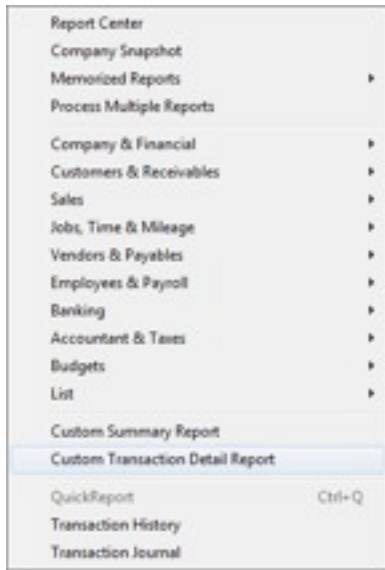 Report Center
Company Snapshot
Memorized Reports
Process Multiple Reports
Company & Financial
Customers & Receivables
Sales
Jobs, Time & Mileage
Vendors & Payables
Employees & Payroll
Banking
Accountant & Taxes
Budgets
List
Custom Summary Report
Custom Transaction Detail Report
QuickReport Ctrl+Q
Transaction History
Transaction Journal